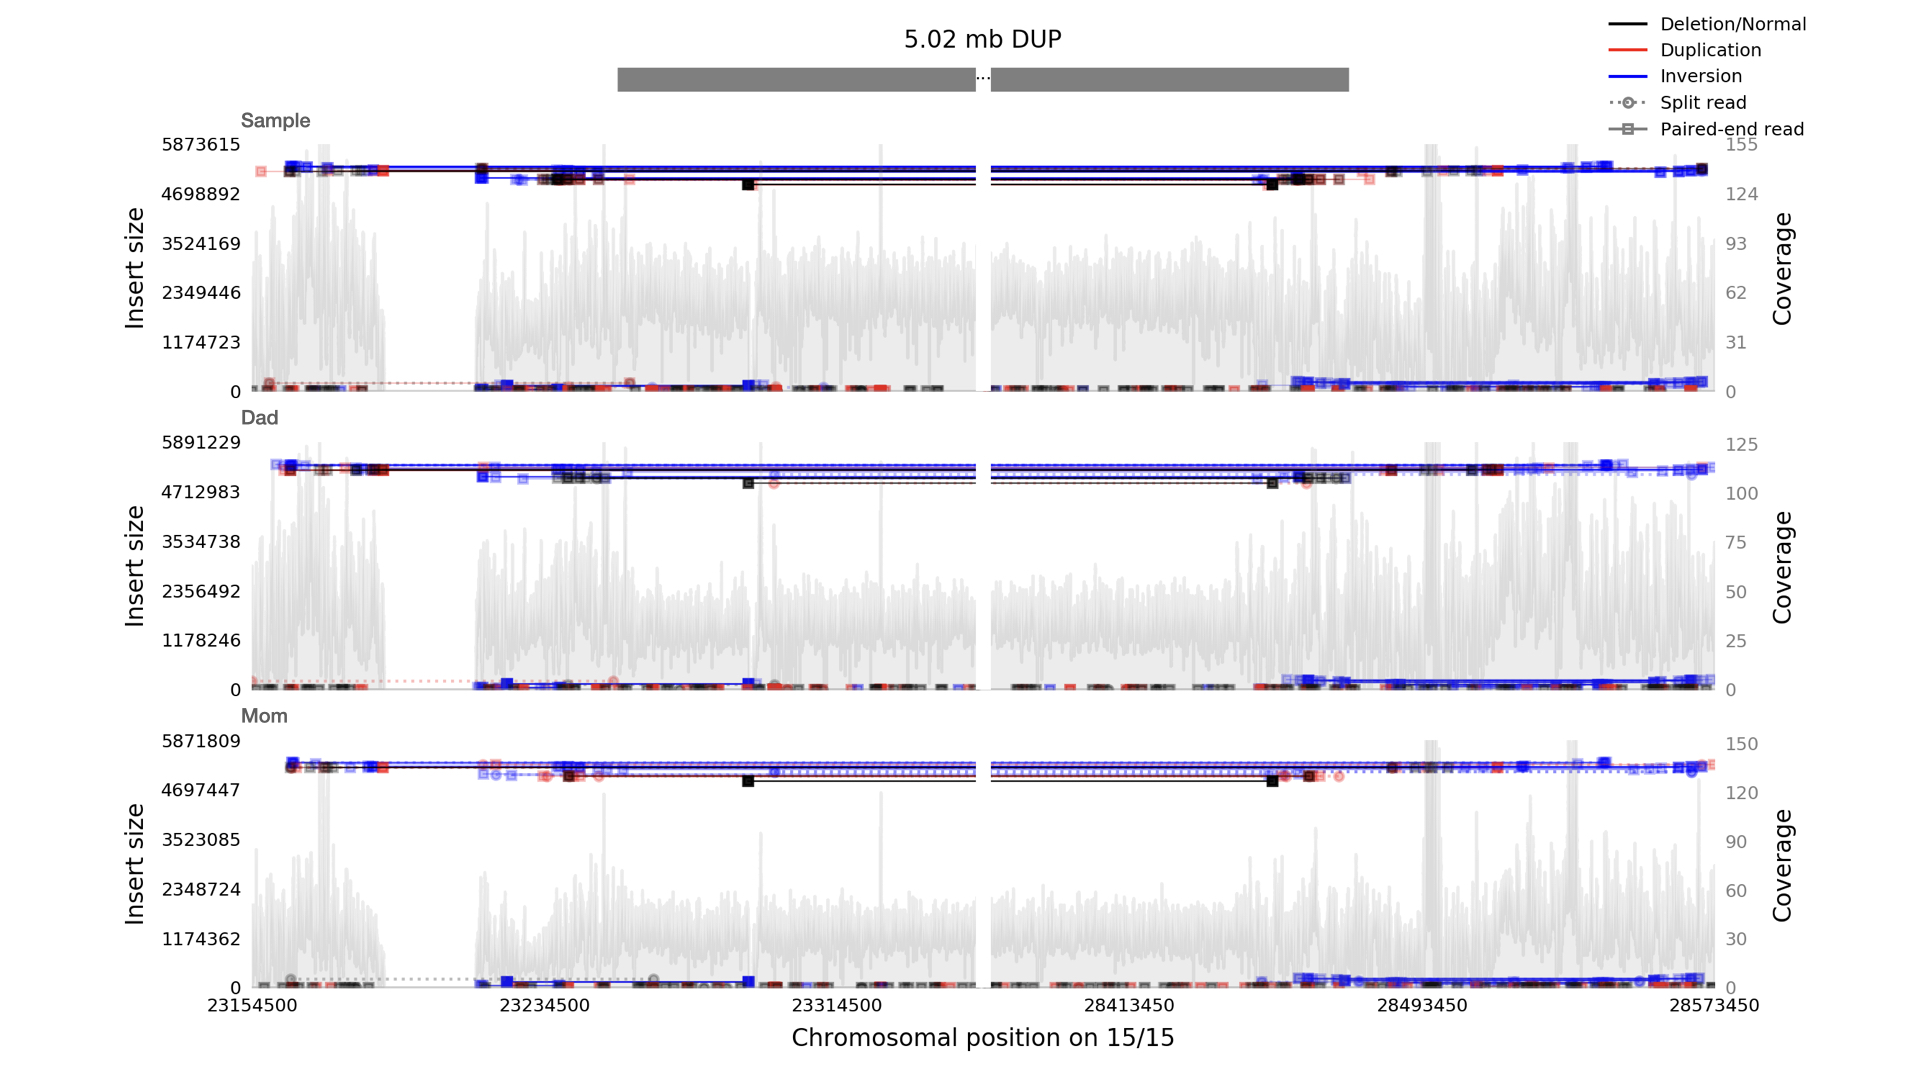 5.02 mb DUP
...
Deletion/Normal
Duplication
Inversion
Split read
Paired-end read
Sample
5873615
4698892
3524169
2349446
1174723
0
Insert size
155
124
93
62
31
0
Coverage
Dad
5891229
4712983
3534738
2356492
1178246
0
Insert size
125
100
75
50
25
0
Coverage
Mom
5871809
4697447
3523085
2348724
1174362
0
Insert size
150
120
90
60
30
0
Coverage
23154500 23234500 23314500 28413450 28493450 28573450
Chromosomal position on 15/15